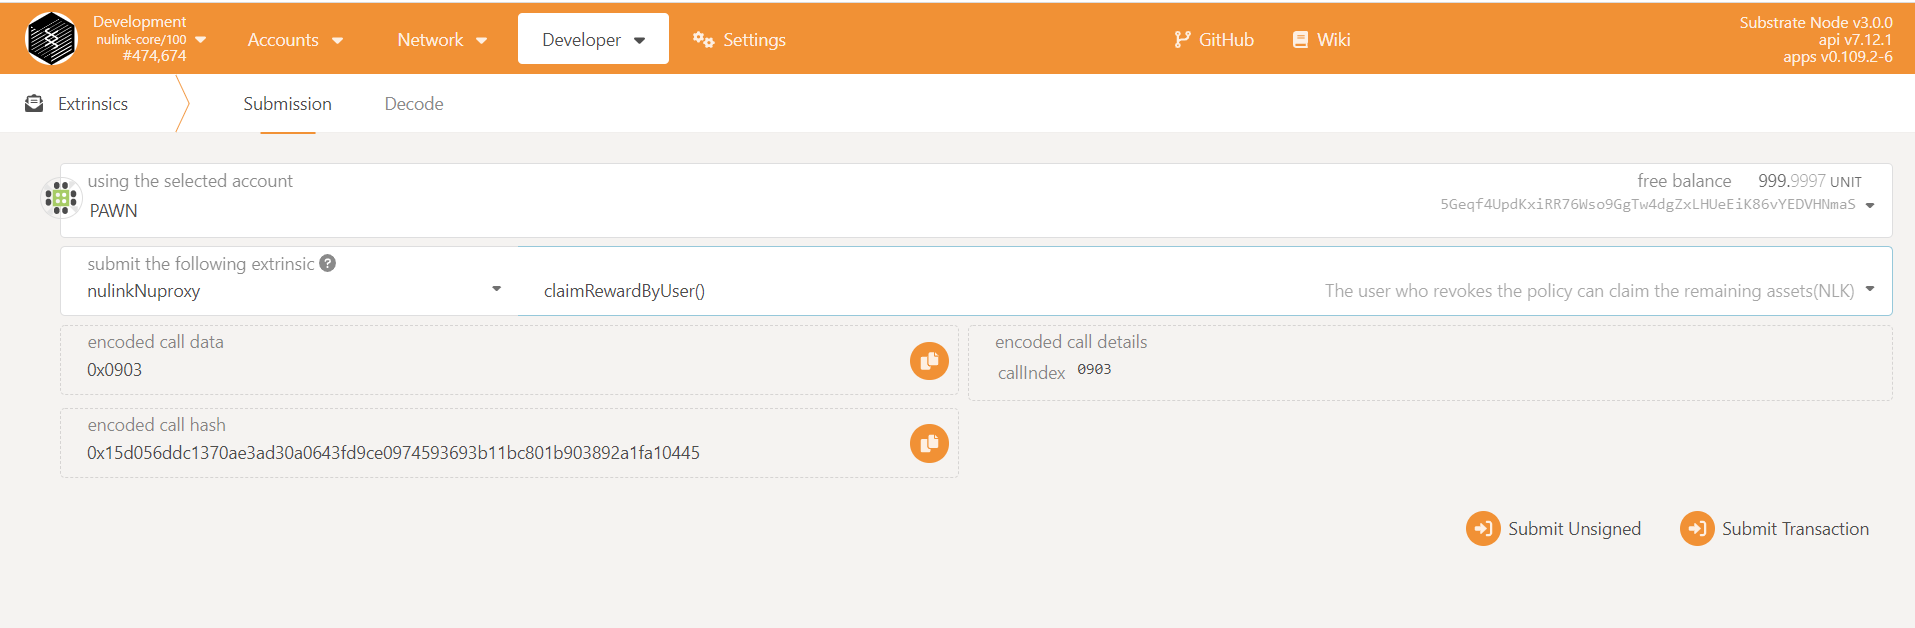 Development
nulink-core/100
#474,674
Accounts
Network
Developer
Settings
GitHub
Wiki
Substrate Node v3.0.0
api v7.12.1
apps v0.109.2-6
Extrinsics
Submission
Decode
using the selected account
PAWN
free balance 999.9997 UNIT
5Geqf4UpdKxiRR76Wso9GgTw4dgZxLHUeEiK86vYEDVHNmaS
submit the following extrinsic ?
nulinkNuproxy
claimRewardByUser()
The user who revokes the policy can claim the remaining assets(NLK)
encoded call data
0x0903
encoded call details
callIndex 0903
encoded call hash
0x15d056ddc1370ae3ad30a0643fd9ce0974593693b11bc801b903892a1fa10445
Submit Unsigned
Submit Transaction